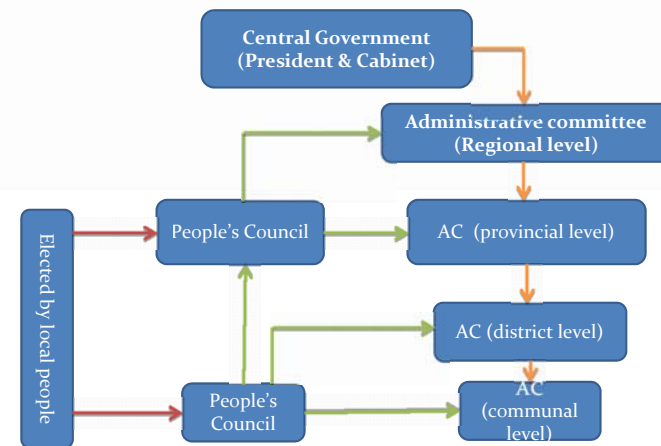 Central Government
(President & Cabinet)
Administrative committee
(Regional level)
People's Council
AC (provincial level)
Elected by local people
AC (district level)
People's
Council
AC
(communal
level)